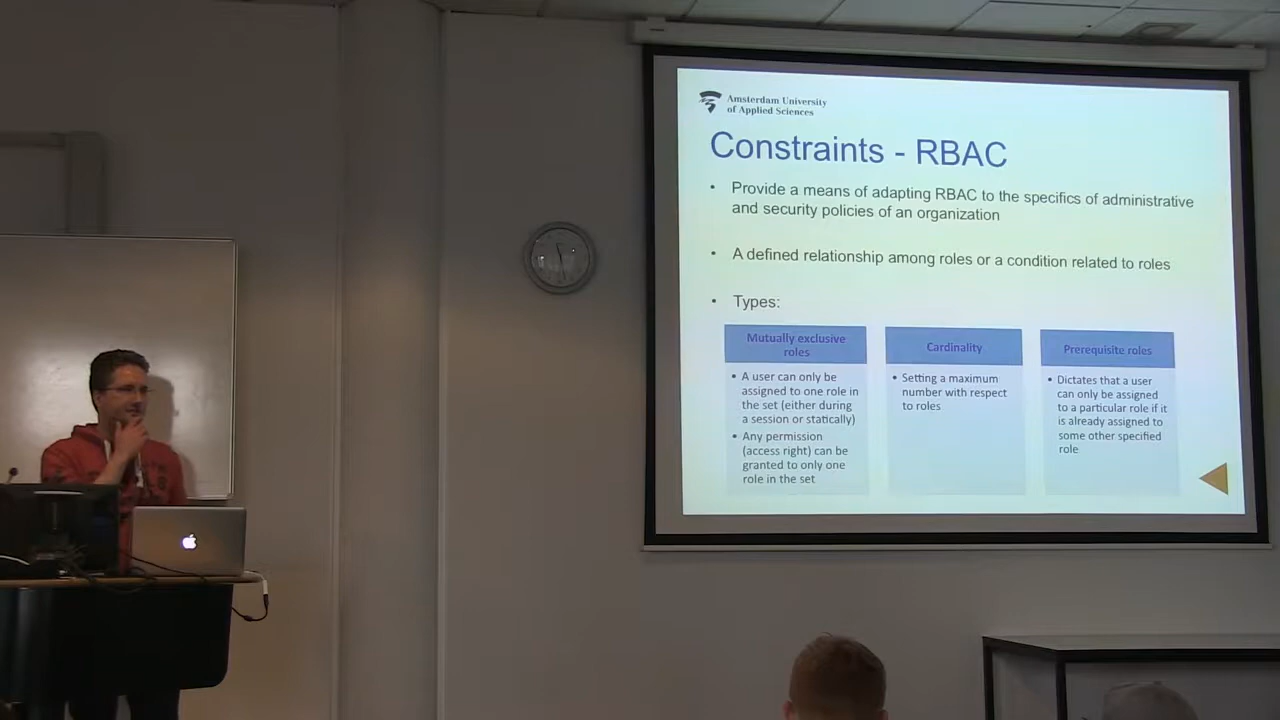 Amsterdam University
of Applied Sciences
Constraints - RBAC
• Provide a means of adapting RBAC to the specifics of administrative
and security policies of an organization
• A defined relationship among roles or a condition related to roles
• Types:
Mutually exclusive
roles
• A user can only be
assigned to one role in
the set (either during
a session or statically)
• Any permission
(access right) can be
granted to only one
role in the set
Cardinality
• Setting a maximum
number with respect
to roles
Prerequisite roles
• Dictates that a user
can only be assigned
to a particular role if it
is already assigned to
some other specified
role